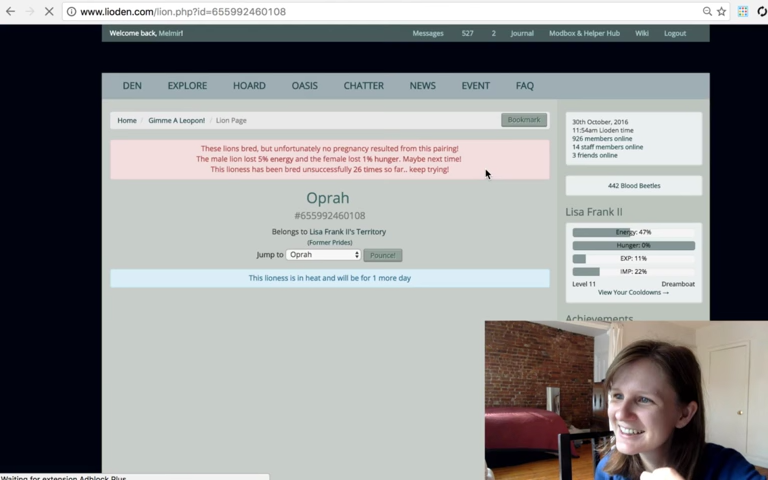 www.lioden.com/lion.php?id=655992460108
Welcome back, Melmir!
Messages 527 2 Journal Modbox & Helper Hub Wiki Logout
DEN EXPLORE HOARD OASIS CHATTER NEWS EVENT FAQ
Home Gimme A Leopon! Lion Page Bookmark
These lions bred, but unfortunately no pregnancy resulted from this pairing!
The male lion lost 5% energy and the female lost 1% hunger. Maybe next time!
This lioness has been bred unsuccessfully 26 times so far.. keep trying!
Oprah
#655992460108
Belongs to Lisa Frank II's Territory
(Former Prides)
Jump to Oprah Pounce!
This lioness is in heat and will be for 1 more day
30th October, 2016
11:54am Lioden time
926 members online
14 staff members online
3 friends online
442 Blood Beetles
Lisa Frank II
Energy: 47%
Hunger: 0%
EXP: 11%
IMP: 22%
Level 11 Dreamboat
View Your Cooldowns →
Achievements
Waiting for extension Adblock Plus